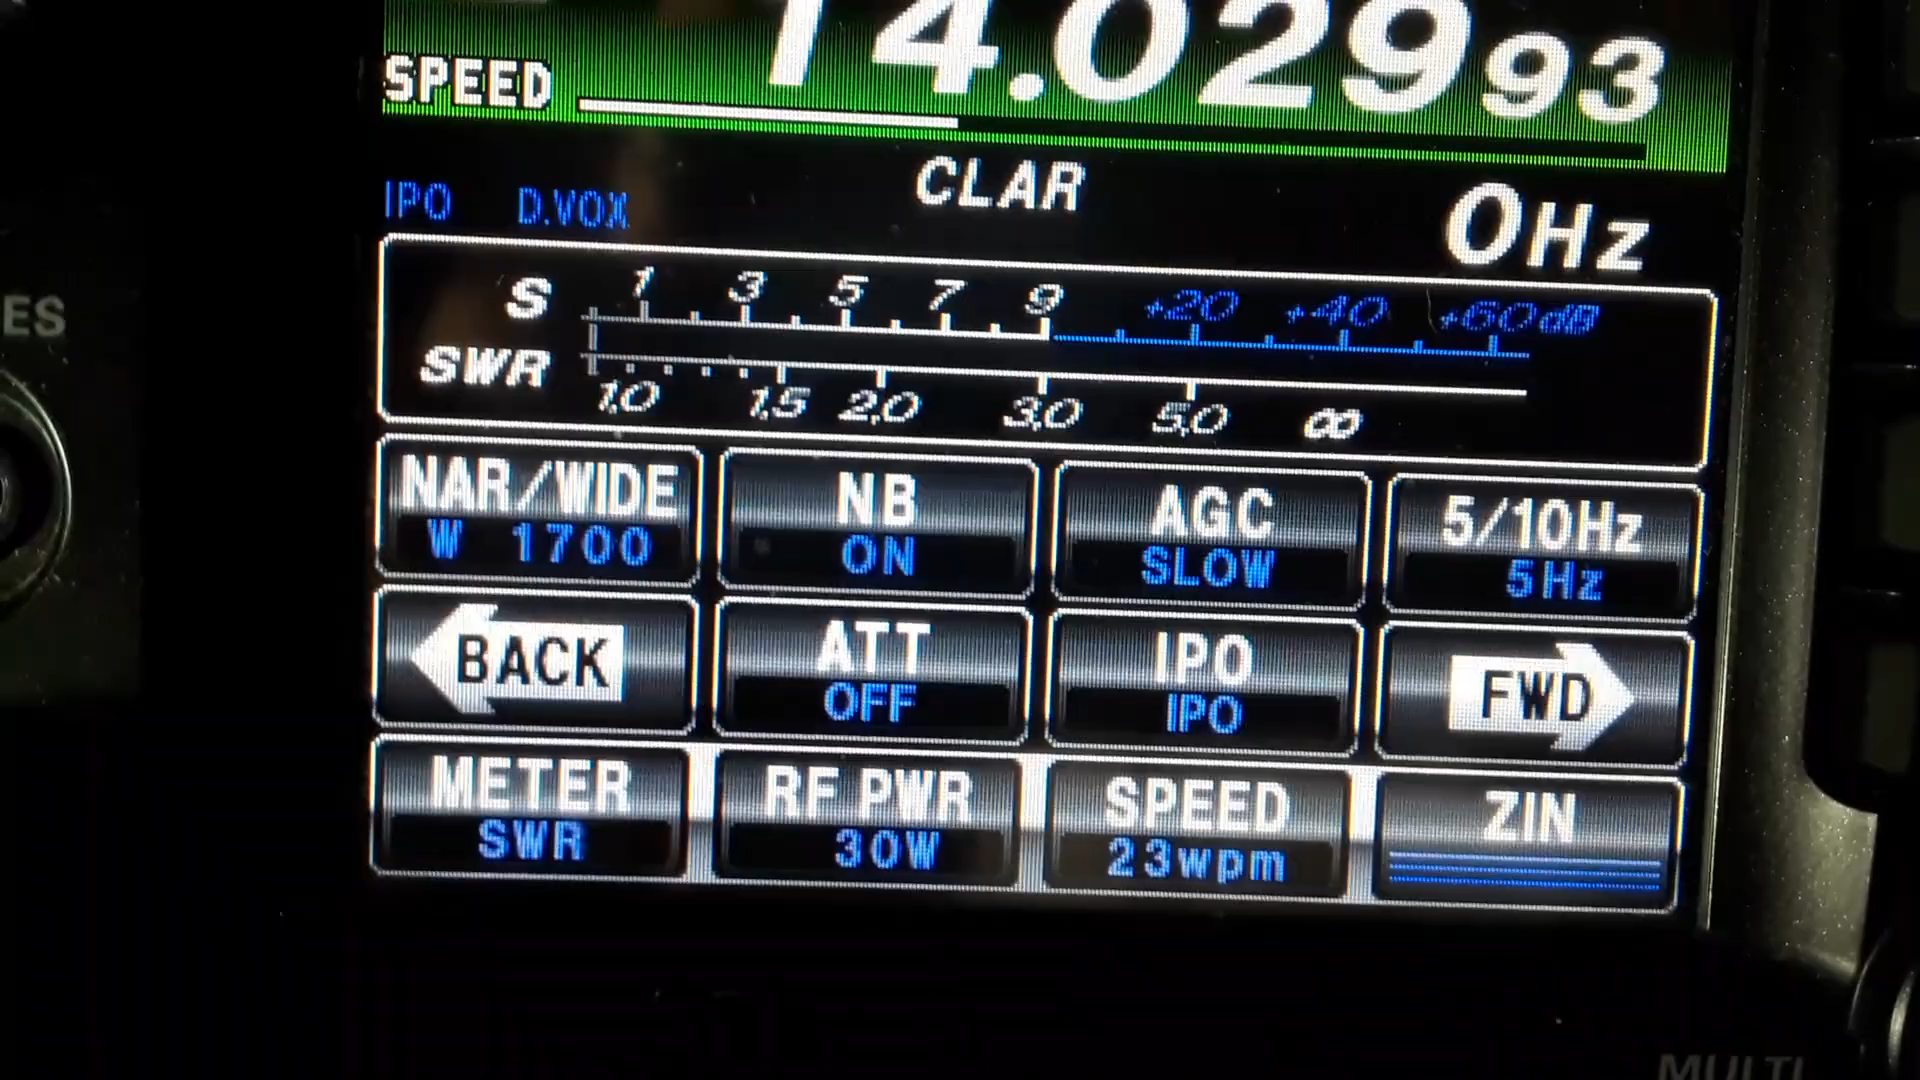 14.02993
SPEED
CLAR
IPO D.VOX 0Hz
S 1 3 5 7 9 +20 +40 +60dB
SWR 1,0 1,5 2,0 3,0 5,0 ∞
ES
NAR/WIDE NB AGC 5/10Hz
W 1700 ON SLOW 5Hz
BACK ATT IPO FWD
OFF IPO
METER RF PWR SPEED ZIN
SWR 30W 23wpm
MULTI